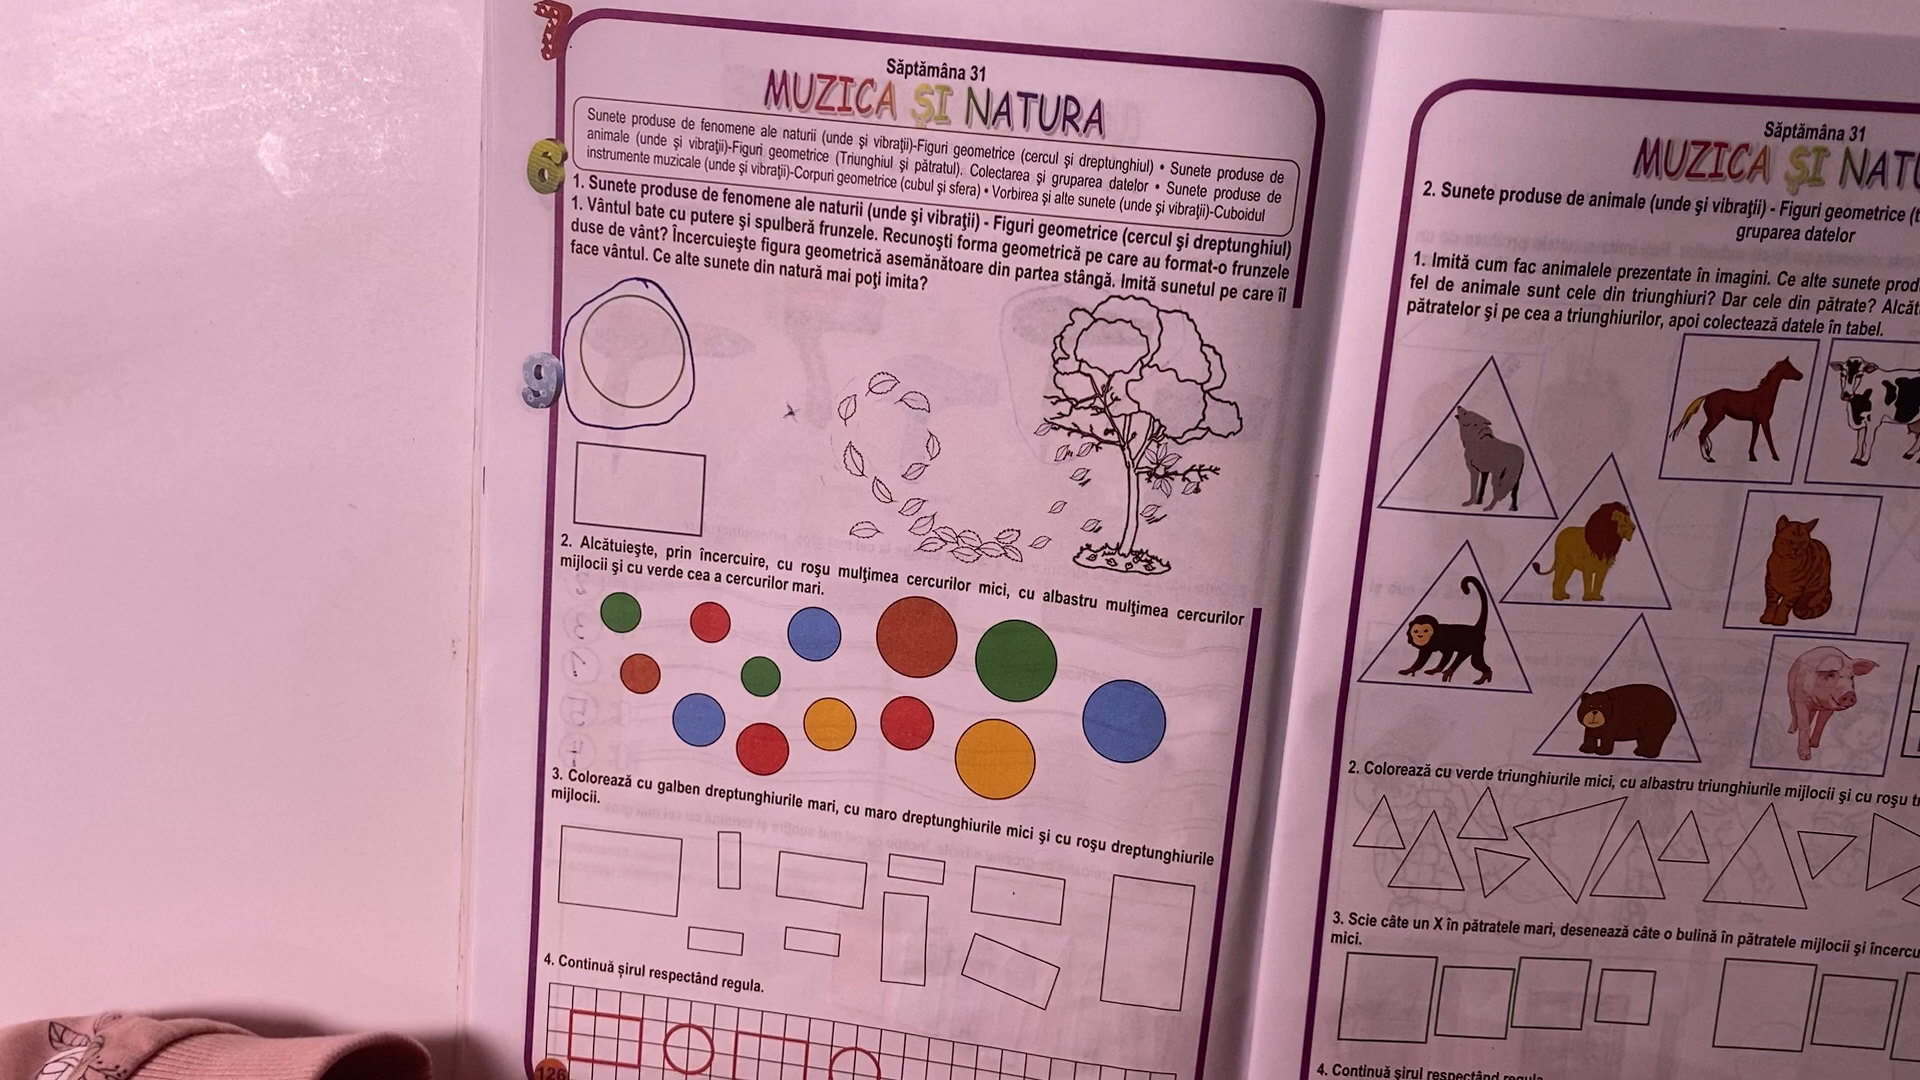 7
Săptămâna 31
MUZICA ŞI NATURA
6
Sunete produse de fenomene ale naturii (unde şi vibraţii)-Figuri geometrice (cercul şi dreptunghiul) • Sunete produse de
animale (unde şi vibraţii)-Figuri geometrice (Triunghiul şi pătratul). Colectarea şi gruparea datelor • Sunete produse de
instrumente muzicale (unde şi vibraţii)-Corpuri geometrice (cubul şi sfera) • Vorbirea şi alte sunete (unde şi vibraţii)-Cuboidul
1. Sunete produse de fenomene ale naturii (unde şi vibraţii) - Figuri geometrice (cercul şi dreptunghiul)
1. Vântul bate cu putere şi spulberă frunzele. Recunoşti forma geometrică pe care au format-o frunzele
duse de vânt? Încercuieşte figura geometrică asemănătoare din partea stângă. Imită sunetul pe care îl
face vântul. Ce alte sunete din natură mai poţi imita?
9
2. Alcătuieşte, prin încercuire, cu roşu mulţimea cercurilor mici, cu albastru mulţimea cercurilor
mijlocii şi cu verde cea a cercurilor mari.
3. Colorează cu galben dreptunghiurile mari, cu maro dreptunghiurile mici şi cu roşu dreptunghiurile
mijlocii.
4. Continuă șirul respectând regula.
126
Săptămâna 31
MUZICA ŞI NATU
2. Sunete produse de animale (unde şi vibraţii) - Figuri geometrice (t
gruparea datelor
1. Imită cum fac animalele prezentate în imagini. Ce alte sunete prod
fel de animale sunt cele din triunghiuri? Dar cele din pătrate? Alcăt
pătratelor şi pe cea a triunghiurilor, apoi colectează datele în tabel.
2. Colorează cu verde triunghiurile mici, cu albastru triunghiurile mijlocii şi cu roşu t
3. Scie câte un X în pătratele mari, desenează câte o bulină în pătratele mijlocii şi încercu
mici.
4. Continuă şirul respectând regula